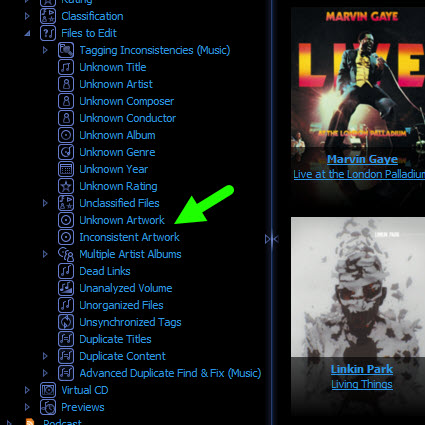 Rating
Classification
Files to Edit
Tagging Inconsistencies (Music)
Unknown Title
Unknown Artist
Unknown Composer
Unknown Conductor
Unknown Album
Unknown Genre
Unknown Year
Unknown Rating
Unclassified Files
Unknown Artwork
Inconsistent Artwork
Multiple Artist Albums
Dead Links
Unanalyzed Volume
Unorganized Files
Unsynchronized Tags
Duplicate Titles
Duplicate Content
Advanced Duplicate Find & Fix (Music)
Virtual CD
Previews
Podcast
MARVIN GAYE
LIVE
AT THE LONDON PALLADIUM
Marvin Gaye
Live at the London Palladium
LINKIN PARK
Linkin Park
Living Things